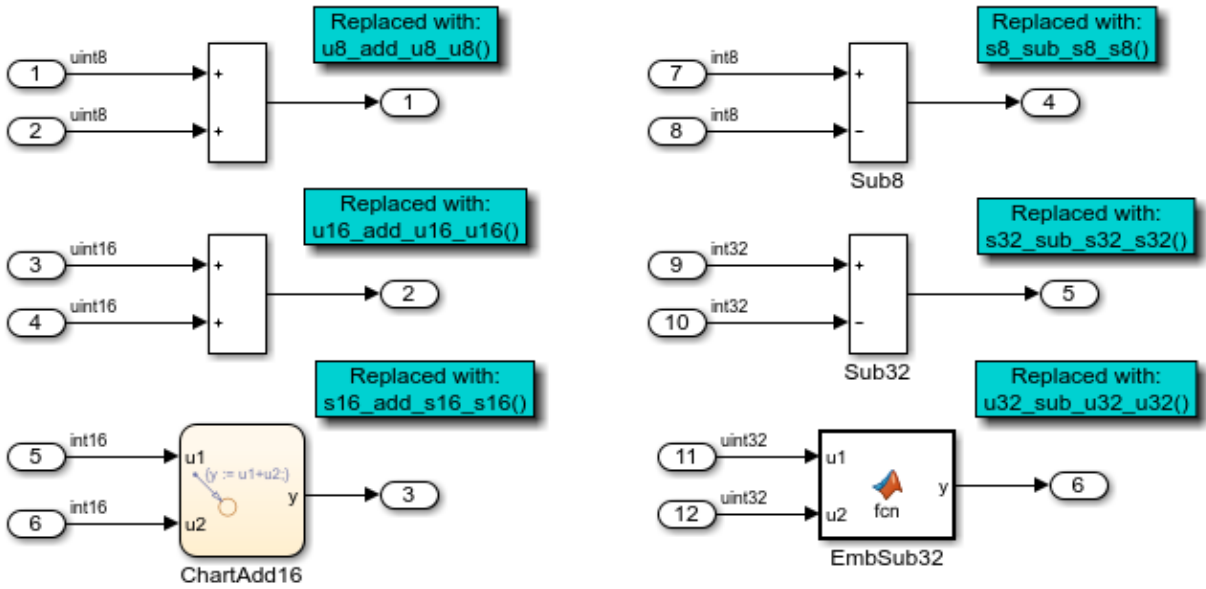 Replaced with:
u8_add_u8_u8()
uint8
1
+
1
uint8
2
+
Replaced with:
u16_add_u16_u16()
uint16
3
+
2
uint16
4
+
Replaced with:
s16_add_s16_s16()
int16
5
u1
{y := u1+u2;}
y
3
int16
6
u2
ChartAdd16
Replaced with:
s8_sub_s8_s8()
int8
7
+
4
int8
8
−
Sub8
Replaced with:
s32_sub_s32_s32()
int32
9
+
5
int32
10
−
Sub32
Replaced with:
u32_sub_u32_u32()
uint32
11
u1
y
6
uint32
12
u2
fcn
EmbSub32